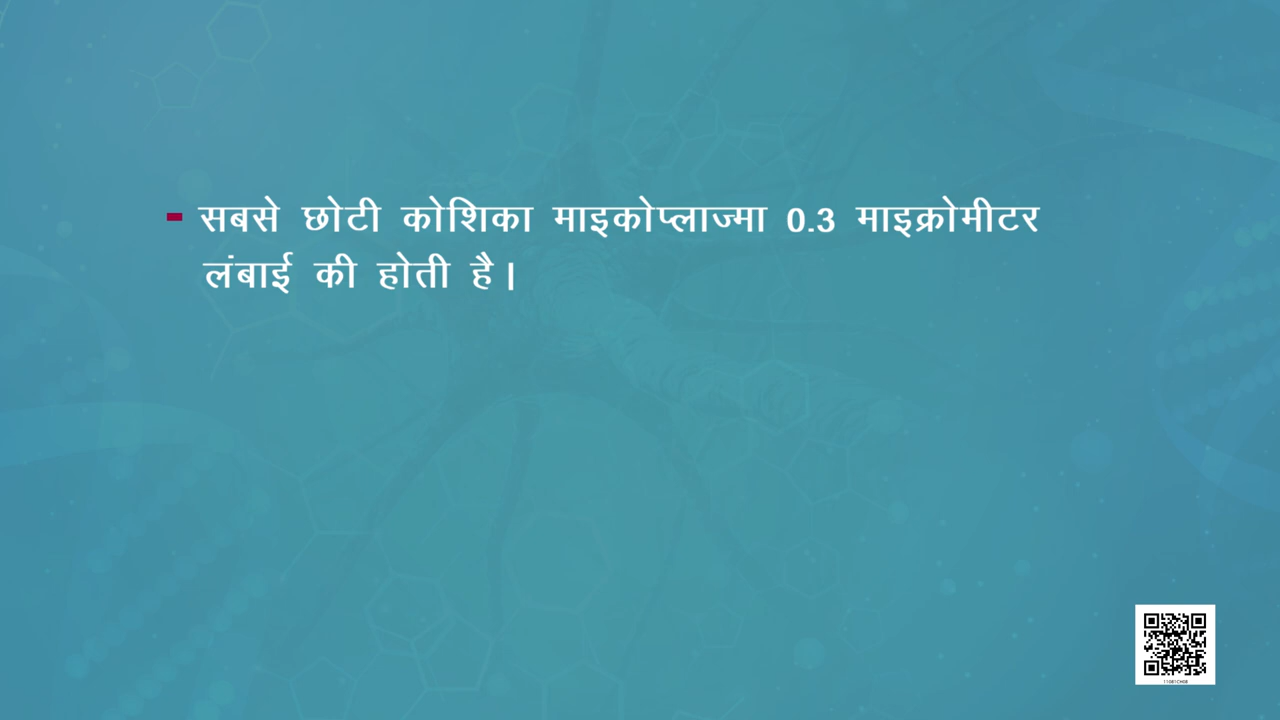 - सबसे छोटी कोशिका माइकोप्लाज्मा 0.3 माइक्रोमीटर
लंबाई की होती है।